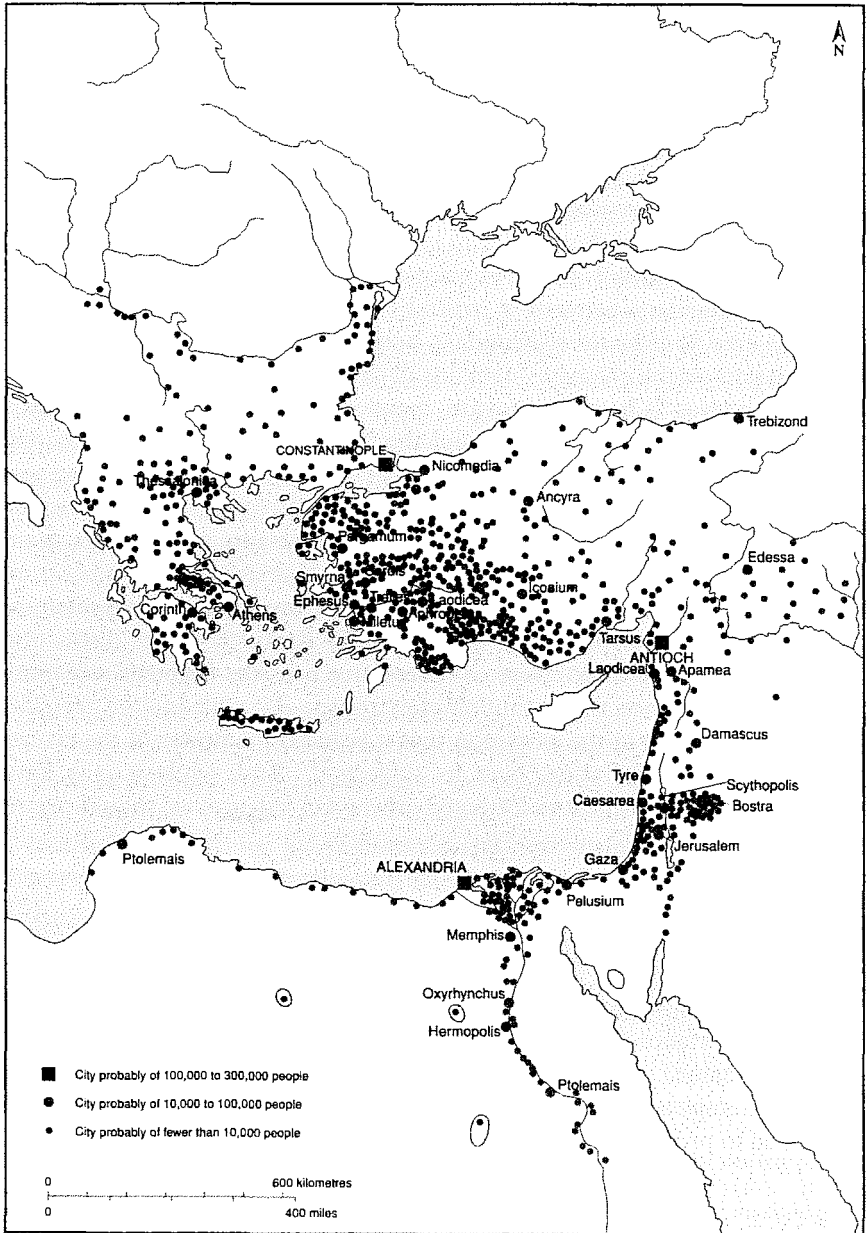 N
Trebizond
CONSTANTINOPLE
Nicomedia
Thessalonica
Ancyra
Pergamum
Edessa
Smyrna
Iconium
Ephesus
Laodicea
Corinth
Athens
Miletus
Tarsus
ANTIOCH
Laodicea
Apamea
Damascus
Tyre
Scythopolis
Caesarea
Bostra
Jerusalem
Ptolemais
ALEXANDRIA
Gaza
Pelusium
Memphis
Oxyrhynchus
Hermopolis
Ptolemais
City probably of 100,000 to 300,000 people
City probably of 10,000 to 100,000 people
City probably of fewer than 10,000 people
0 600 kilometres
0 400 miles